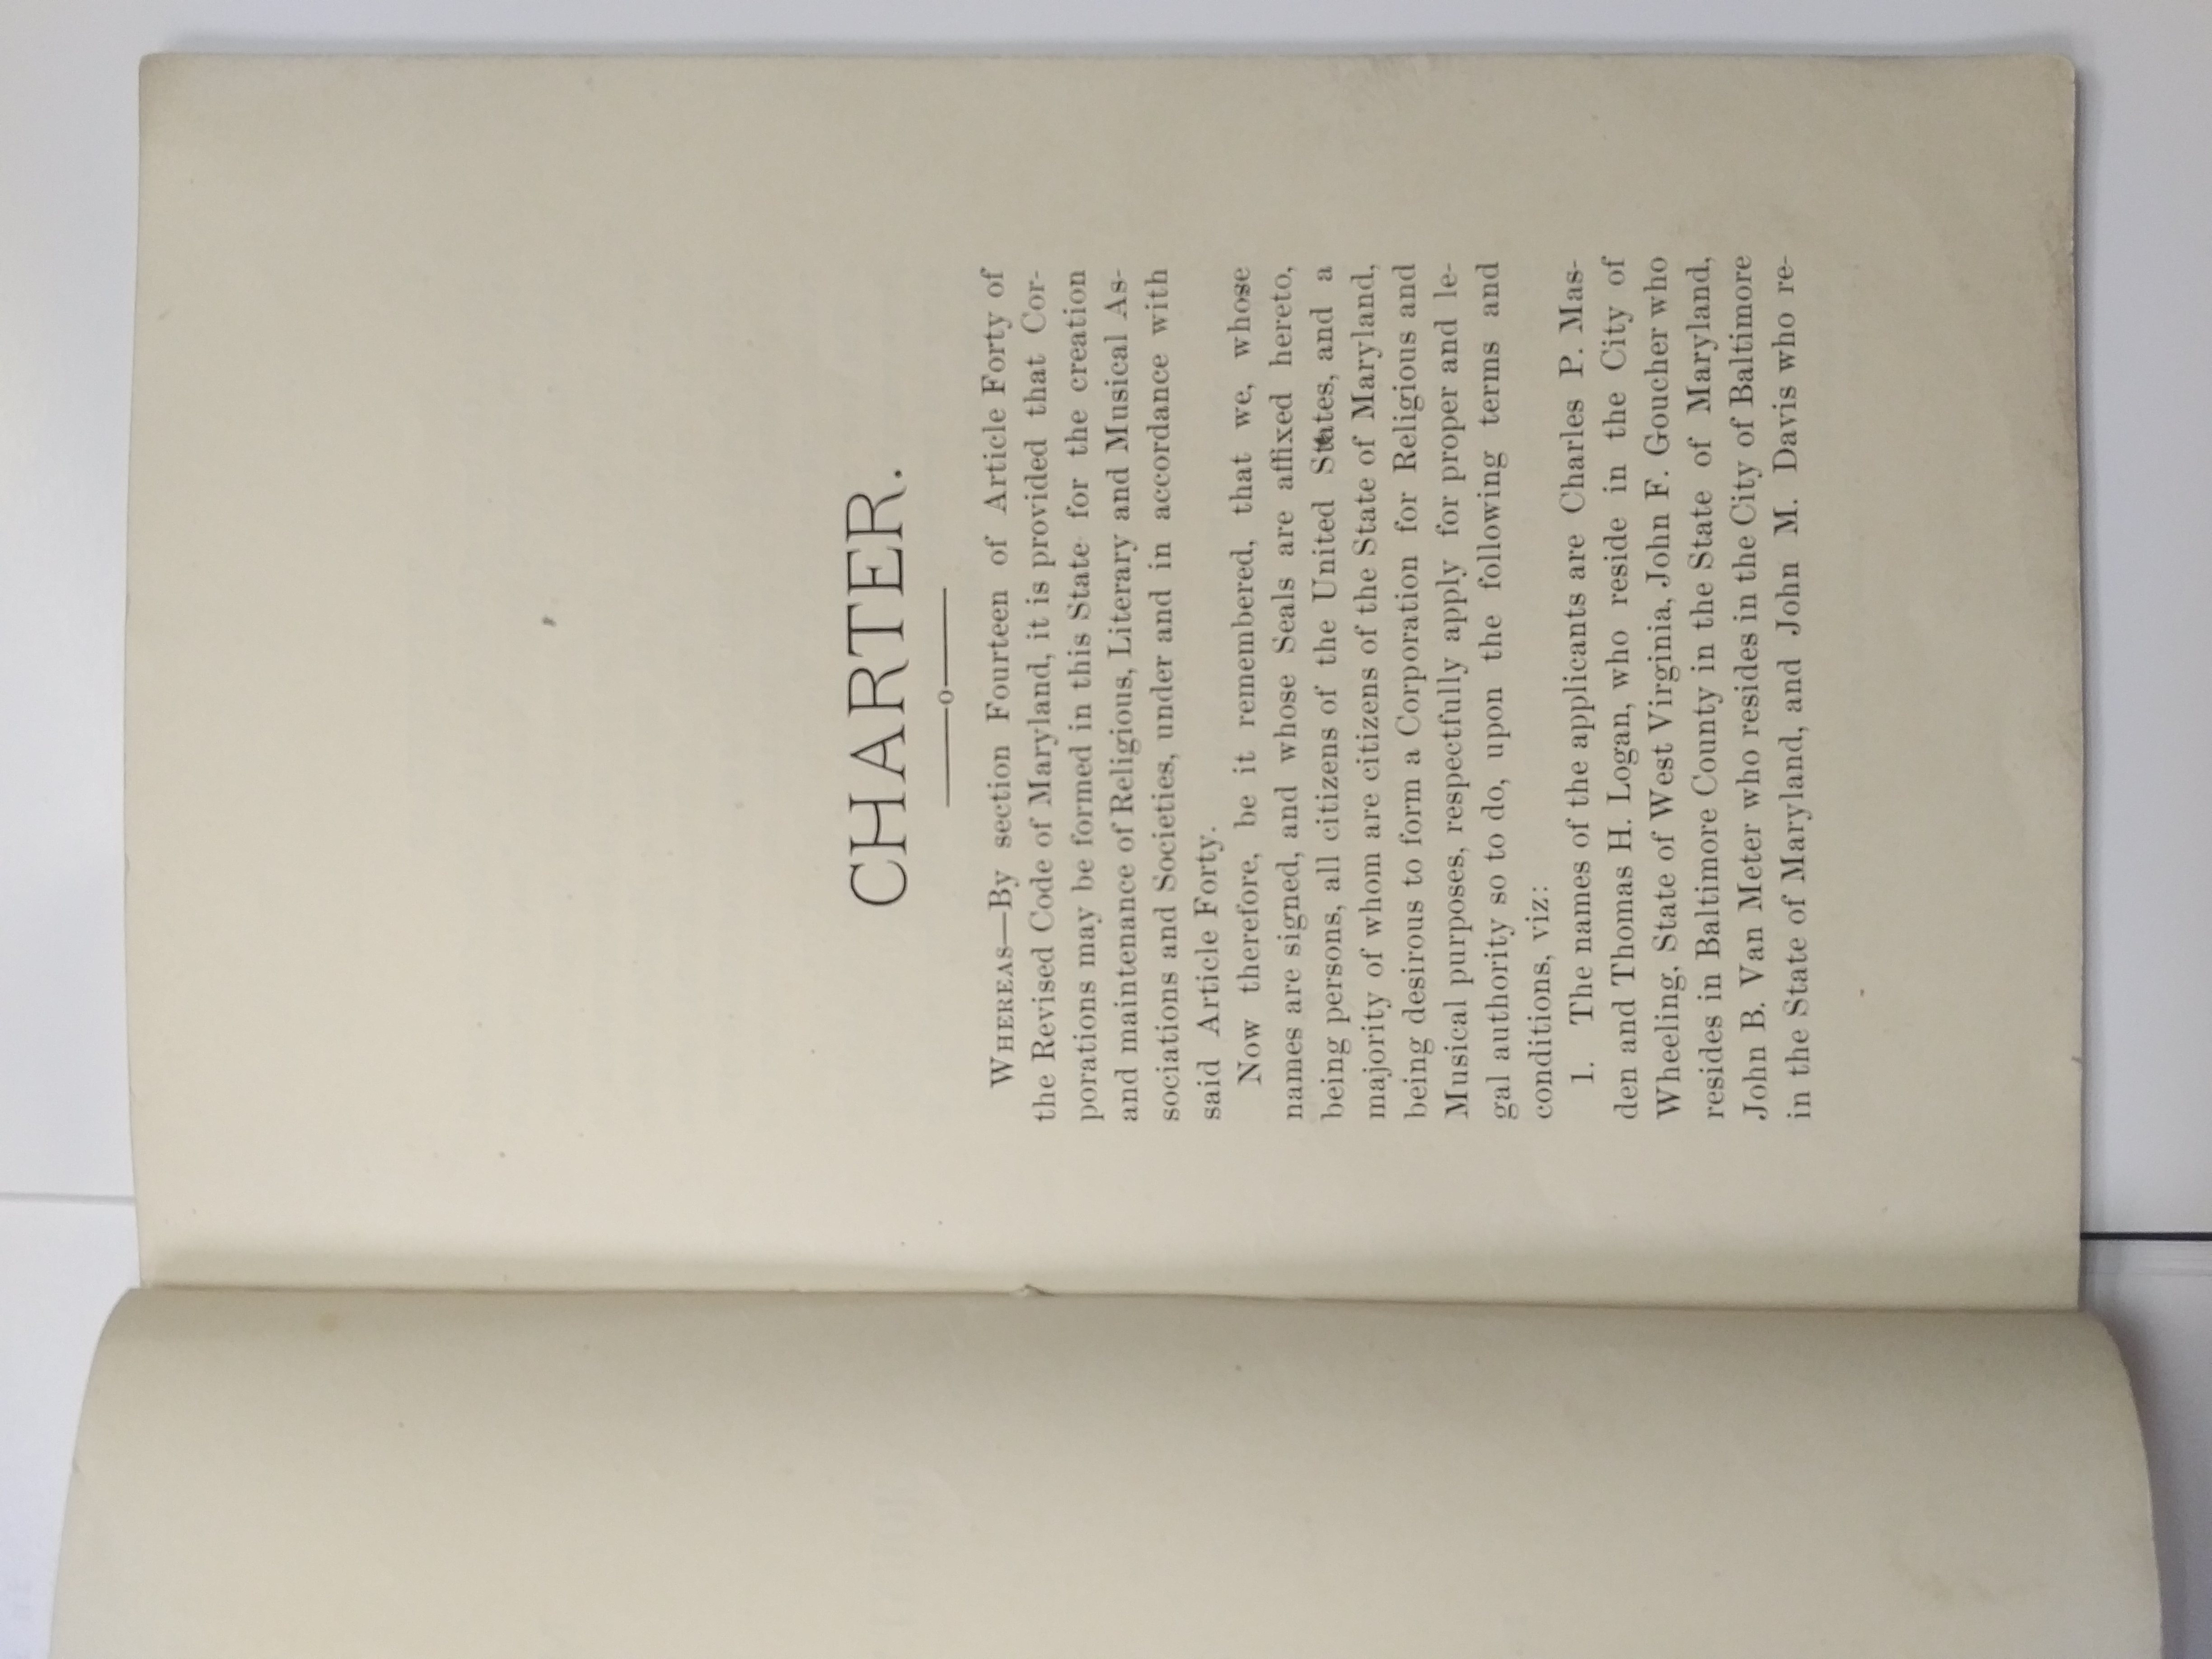 CHARTER.
—o—
WHEREAS—By section Fourteen of Article Forty of
the Revised Code of Maryland, it is provided that Cor-
porations may be formed in this State for the creation
and maintenance of Religious, Literary and Musical As-
sociations and Societies, under and in accordance with
said Article Forty.
Now therefore, be it remembered, that we, whose
names are signed, and whose Seals are affixed hereto,
being persons, all citizens of the United States, and a
majority of whom are citizens of the State of Maryland,
being desirous to form a Corporation for Religious and
Musical purposes, respectfully apply for proper and le-
gal authority so to do, upon the following terms and
conditions, viz:
1. The names of the applicants are Charles P. Mas-
den and Thomas H. Logan, who reside in the City of
Wheeling, State of West Virginia, John F. Goucher who
resides in Baltimore County in the State of Maryland,
John B. Van Meter who resides in the City of Baltimore
in the State of Maryland, and John M. Davis who re-